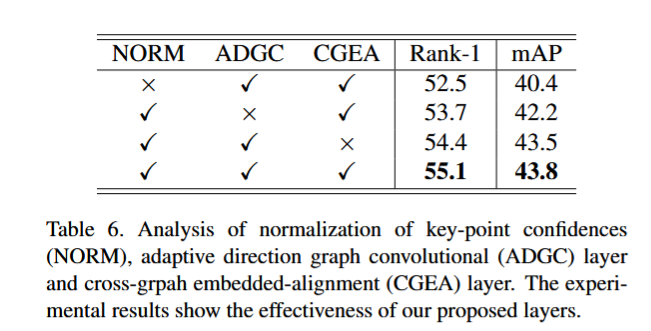 NORM ADGC CGEA Rank-1 mAP
× ✓ ✓ 52.5 40.4
✓ × ✓ 53.7 42.2
✓ ✓ × 54.4 43.5
✓ ✓ ✓ 55.1 43.8
Table 6. Analysis of normalization of key-point confidences
(NORM), adaptive direction graph convolutional (ADGC) layer
and cross-grpah embedded-alignment (CGEA) layer. The experi-
mental results show the effectiveness of our proposed layers.